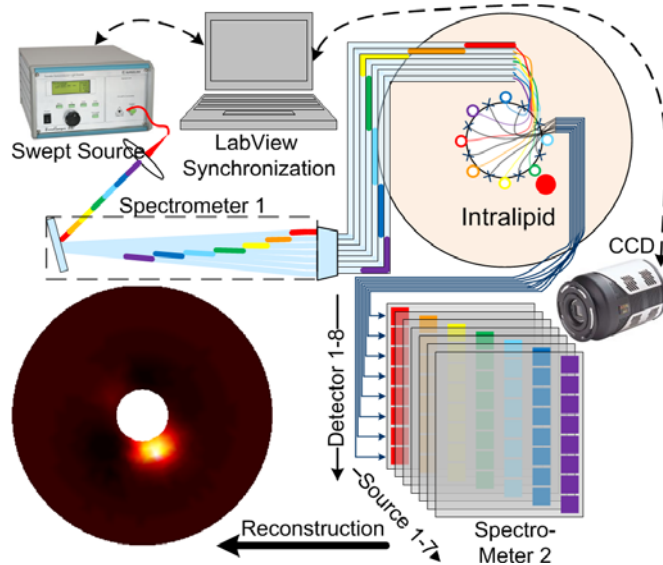 Swept Source
LabView
Synchronization
Spectrometer 1
Intralipid
CCD
Detector 1-8
Source 1-7
Spectro-
Meter 2
Reconstruction